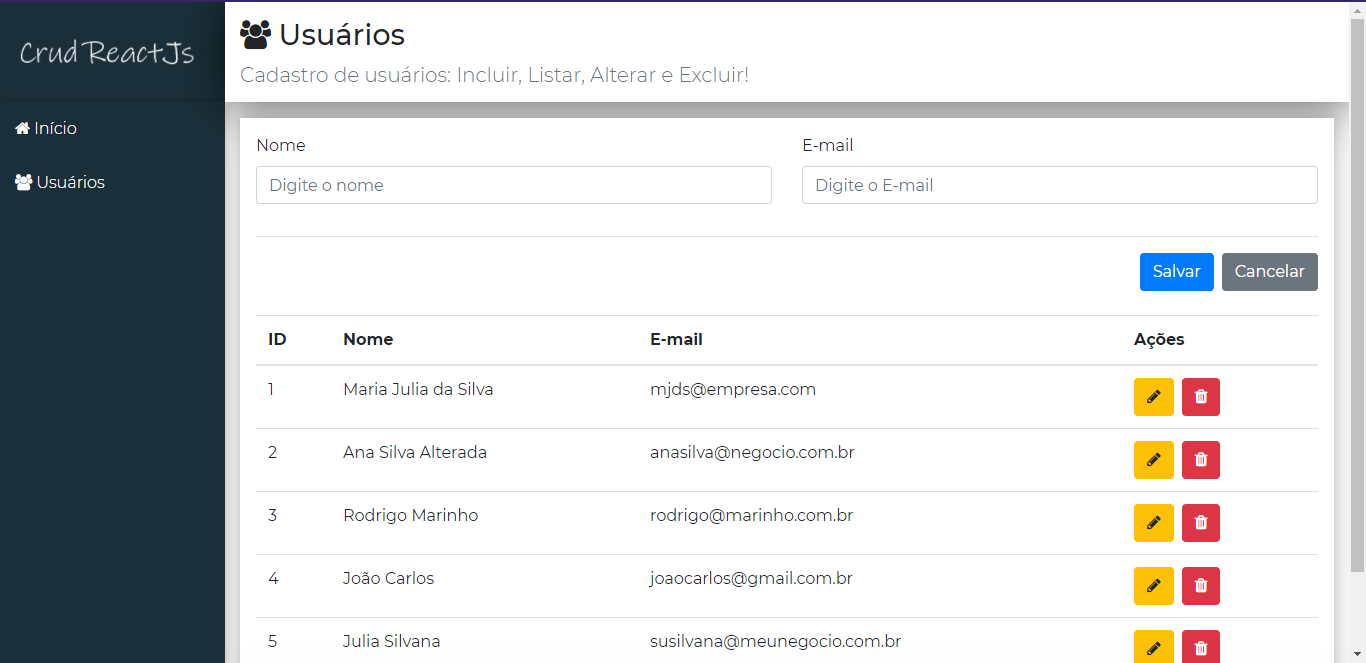 Crud ReactJs
Início
Usuários
Usuários
Cadastro de usuários: Incluir, Listar, Alterar e Excluir!
Nome
E-mail
Digite o nome
Digite o E-mail
Salvar
Cancelar
ID Nome E-mail Ações
1 Maria Julia da Silva mjds@empresa.com
2 Ana Silva Alterada anasilva@negocio.com.br
3 Rodrigo Marinho rodrigo@marinho.com.br
4 João Carlos joaocarlos@gmail.com.br
5 Julia Silvana susilvana@meunegocio.com.br